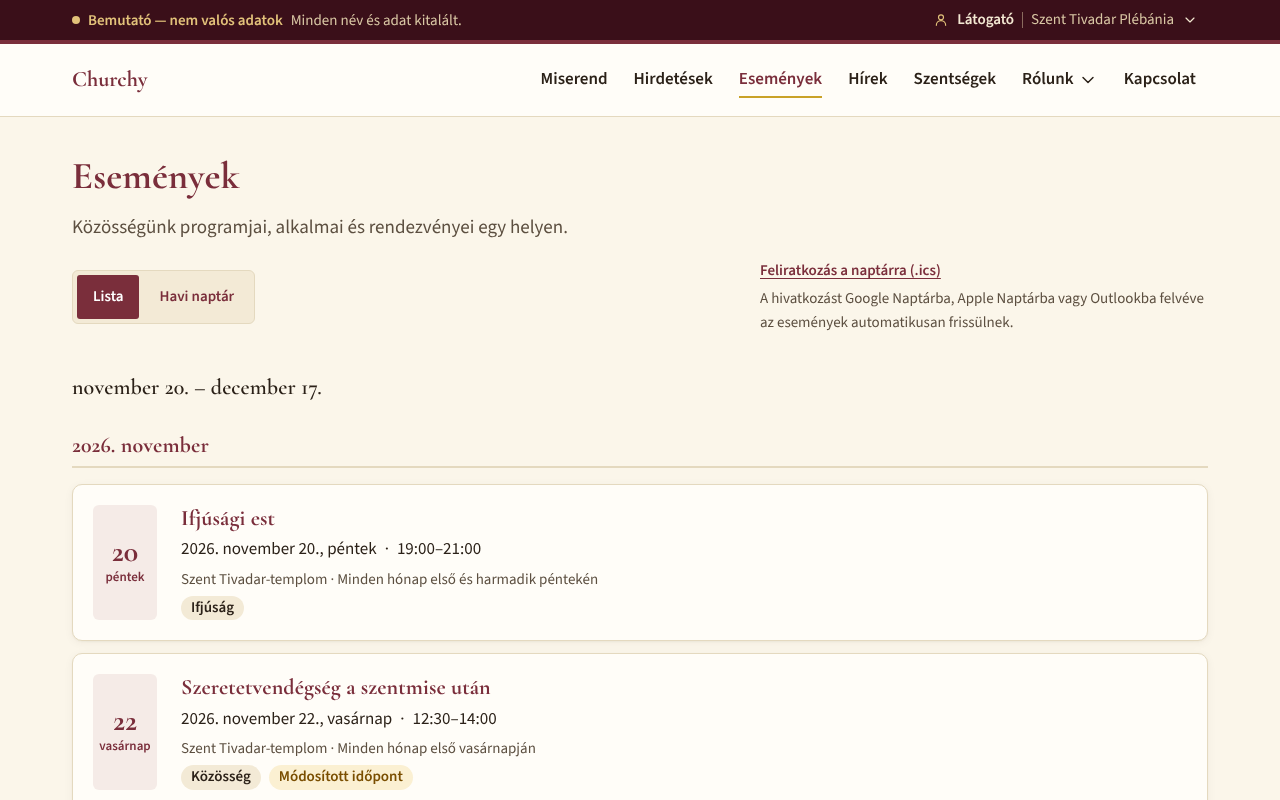 Bemutató — nem valós adatok Minden név és adat kitalált.
Látogató Szent Tivadar Plébánia
Churchy
Miserend Hirdetések Események Hírek Szentségek Rólunk Kapcsolat
Események
Közösségünk programjai, alkalmai és rendezvényei egy helyen.
Lista Havi naptár
Feliratkozás a naptárra (.ics)
A hivatkozást Google Naptárba, Apple Naptárba vagy Outlookba felvéve
az események automatikusan frissülnek.
november 20. – december 17.
2026. november
20
péntek
Ifjúsági est
2026. november 20., péntek · 19:00–21:00
Szent Tivadar-templom · Minden hónap első és harmadik péntekén
Ifjúság
22
vasárnap
Szeretetvendégség a szentmise után
2026. november 22., vasárnap · 12:30–14:00
Szent Tivadar-templom · Minden hónap első vasárnapján
Közösség Módosított időpont